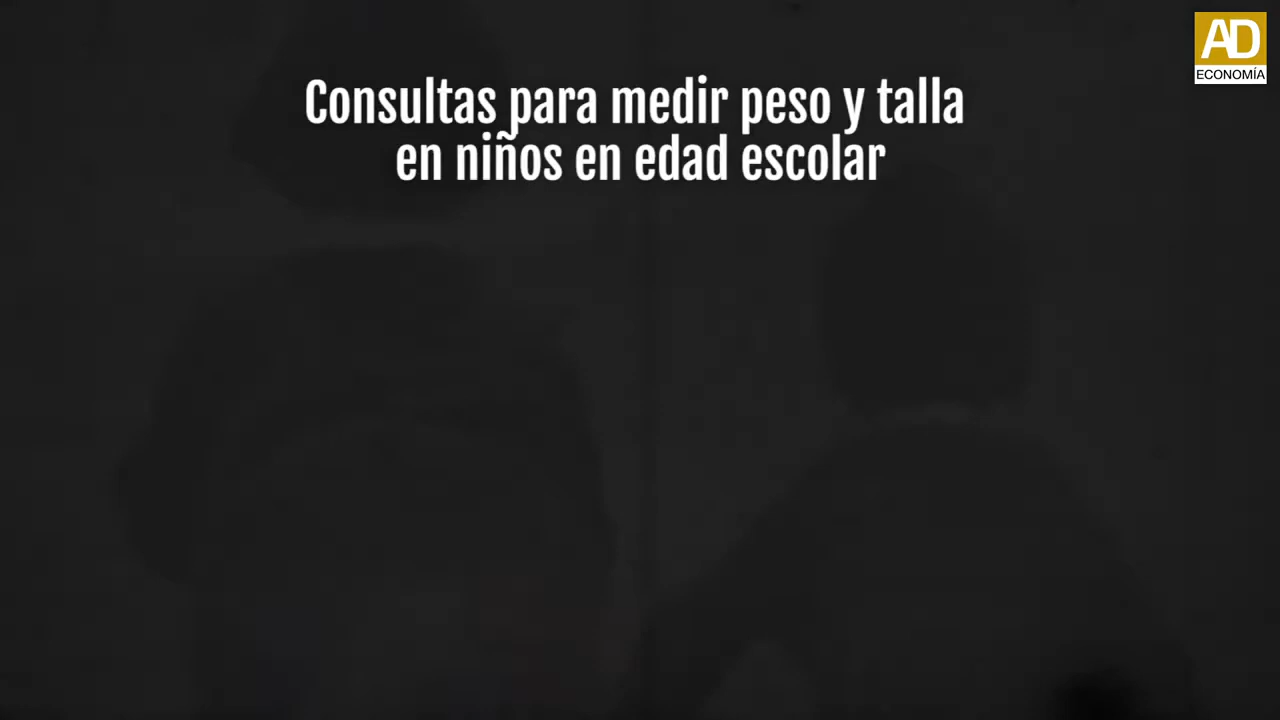 Consultas para medir peso y talla
en niños en edad escolar
AD
ECONOMÍA